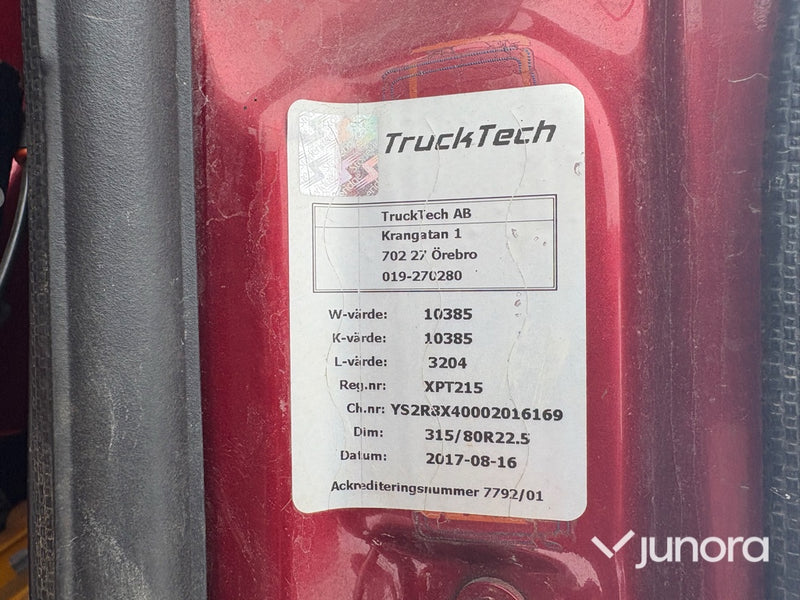 TruckTech
TruckTech AB
Krangatan 1
702 27 Örebro
019-270280
W-värde: 10385
K-värde: 10385
L-värde: 3204
Reg.nr: XPT215
Ch.nr: YS2R8X40002016169
Dim: 315/80R22.5
Datum: 2017-08-16
Ackrediteringsnummer 7792/01
junora